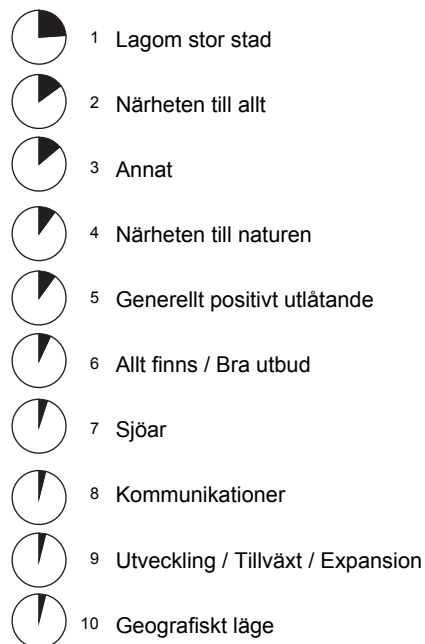 1 Lagom stor stad
2 Närheten till allt
3 Annat
4 Närheten till naturen
5 Generellt positivt utlåtande
6 Allt finns / Bra utbud
7 Sjöar
8 Kommunikationer
9 Utveckling / Tillväxt / Expansion
10 Geografiskt läge